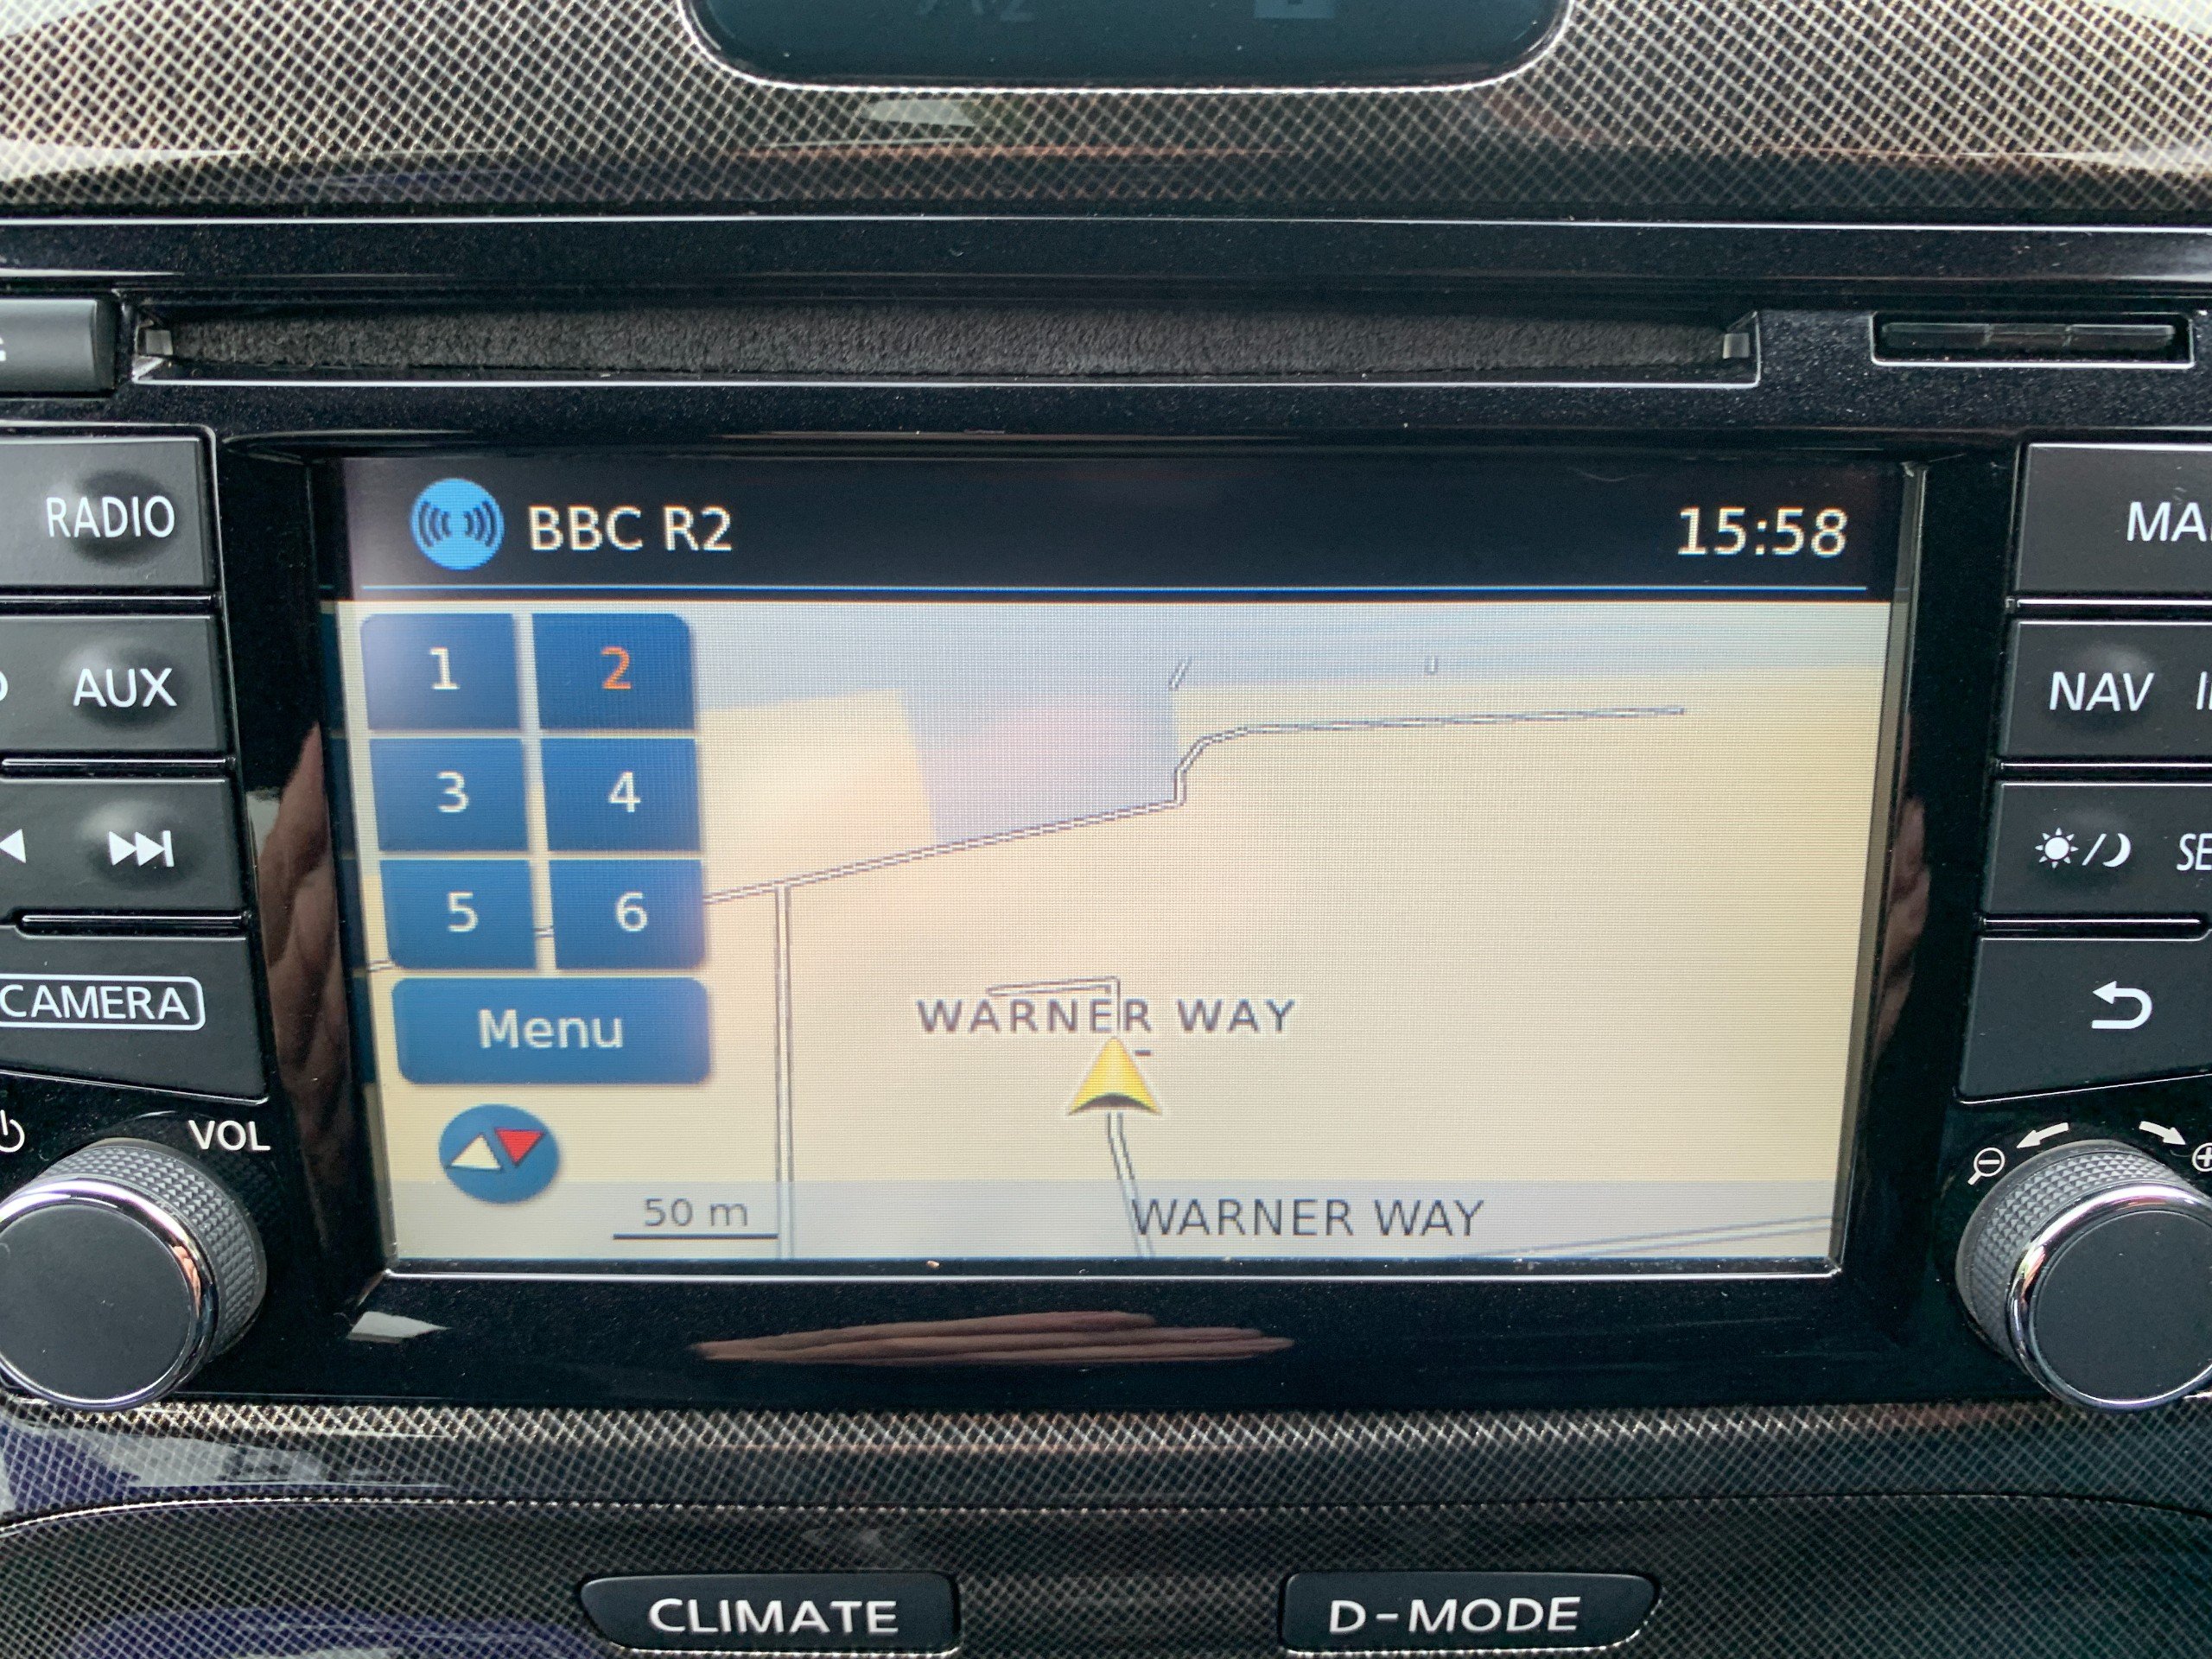 RADIO
AUX
CAMERA
VOL
BBC R2
15:58
1
2
3
4
5
6
Menu
50 m
WARNER WAY
WARNER WAY
NAV
CLIMATE
D-MODE